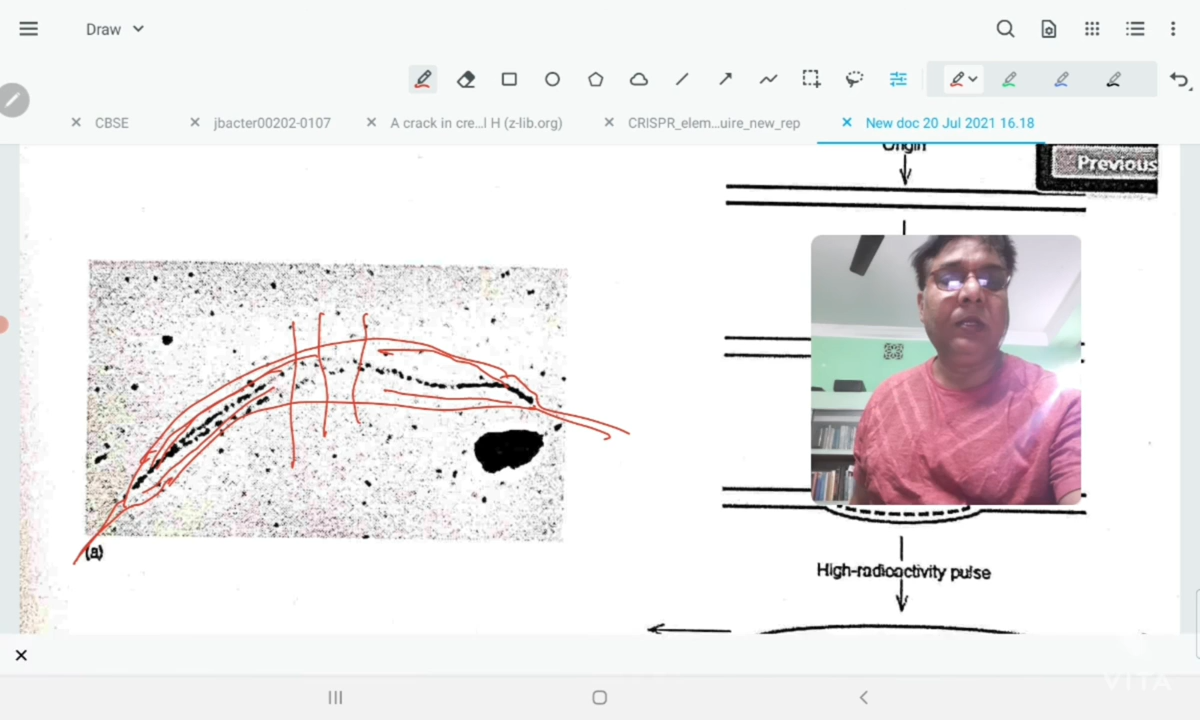 Draw
CBSE
jbacter00202-0107
A crack in cre...l H (z-lib.org)
CRISPR_elem...uire_new_rep
New doc 20 Jul 2021 16.18
Origin
Previous
(a)
High-radioactivity pulse
VITA